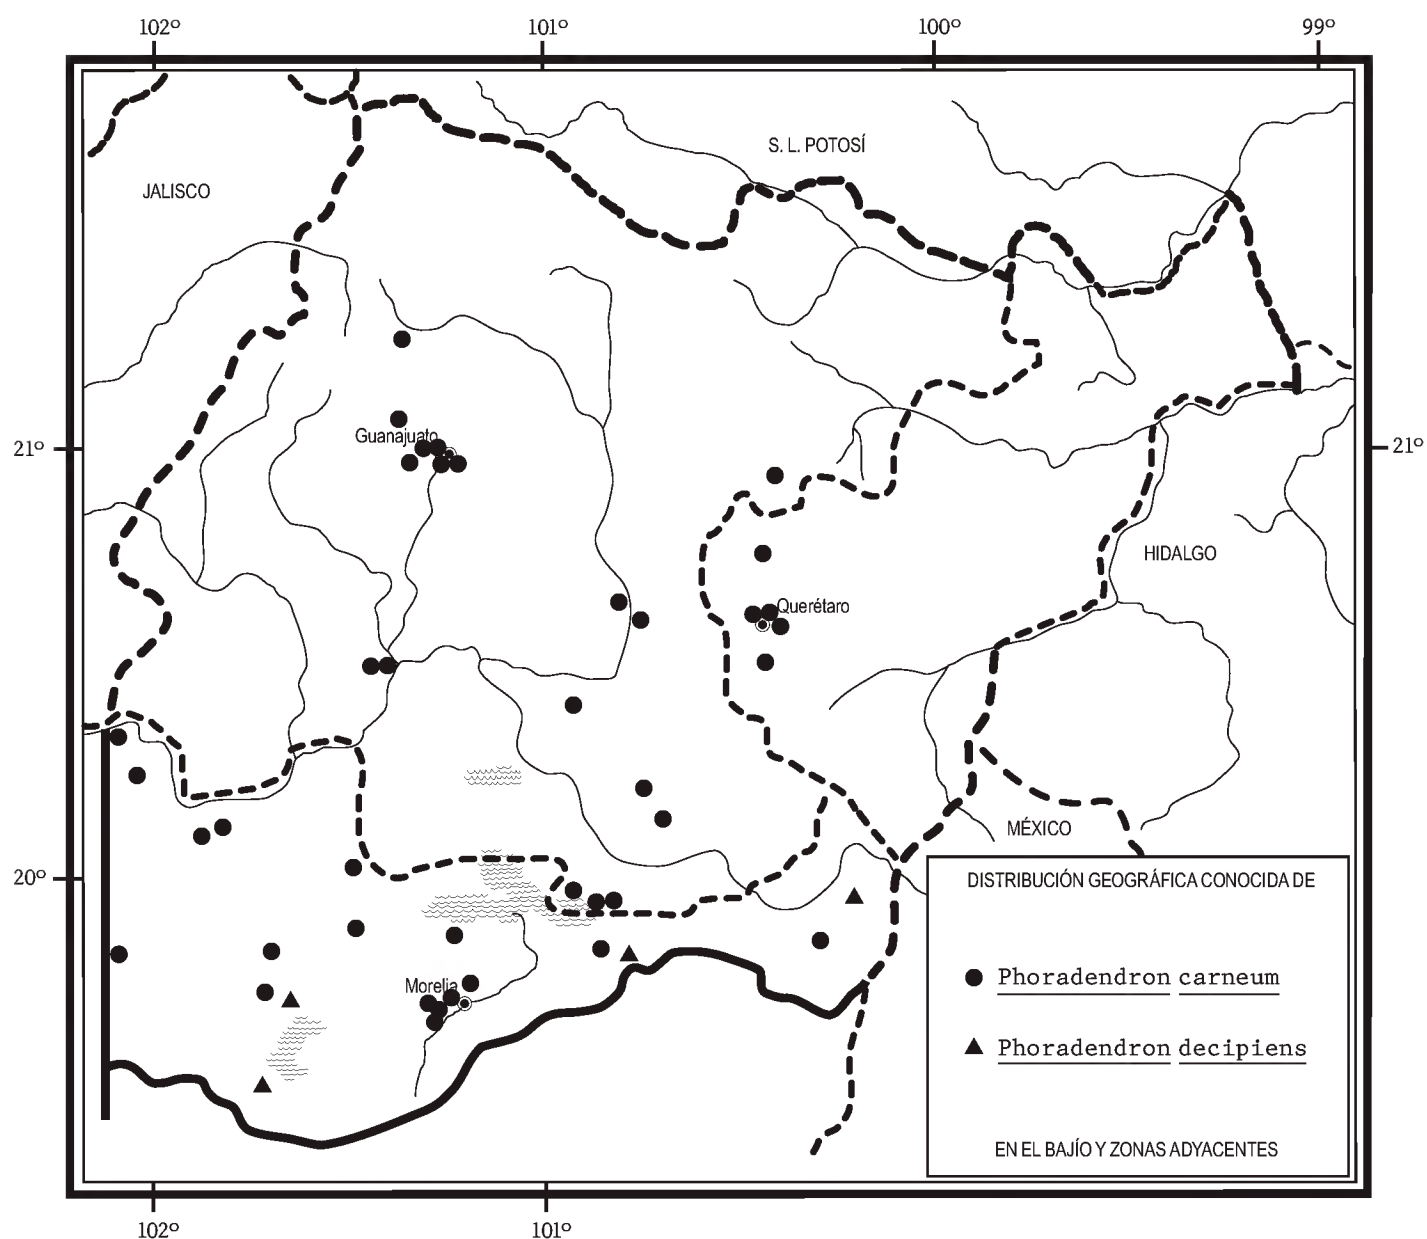 102º 101º 100º 99º
S. L. POTOSÍ
JALISCO
Guanajuato
21º 21º
HIDALGO
Querétaro
MÉXICO
20º
DISTRIBUCIÓN GEOGRÁFICA CONOCIDA DE
Phoradendron carneum
Morelia
Phoradendron decipiens
EN EL BAJÍO Y ZONAS ADYACENTES
102º 101º